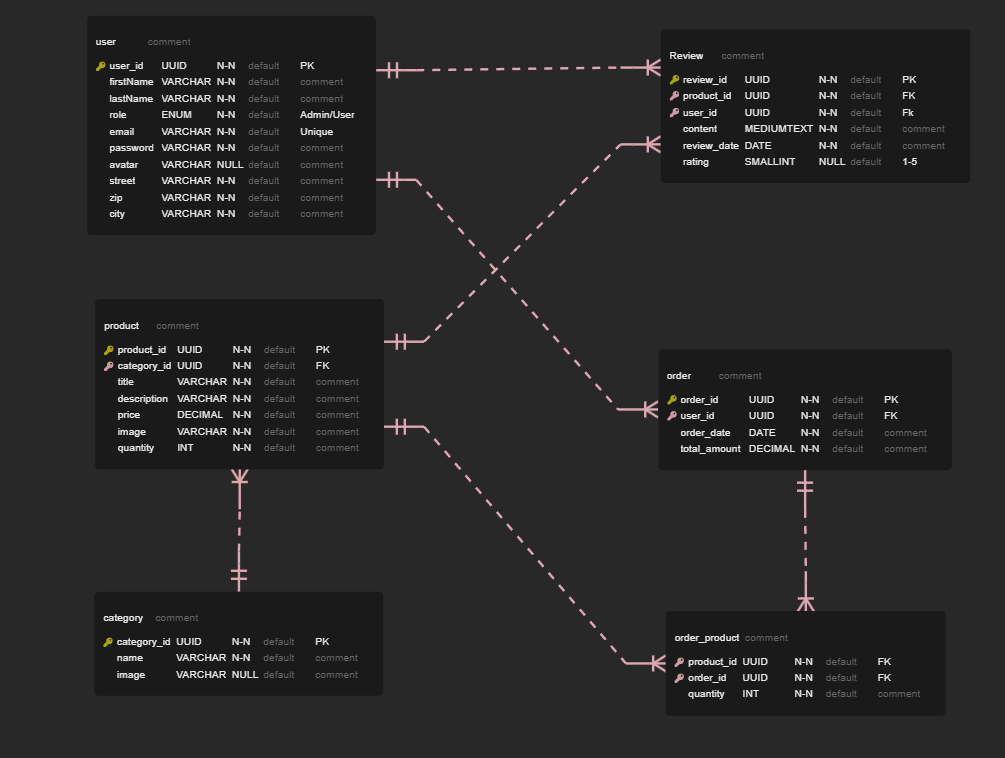 user comment
user_id UUID N-N default PK
firstName VARCHAR N-N default comment
lastName VARCHAR N-N default comment
role ENUM N-N default Admin/User
email VARCHAR N-N default Unique
password VARCHAR N-N default comment
avatar VARCHAR NULL default comment
street VARCHAR N-N default comment
zip VARCHAR N-N default comment
city VARCHAR N-N default comment
Review comment
review_id UUID N-N default PK
product_id UUID N-N default FK
user_id UUID N-N default Fk
content MEDIUMTEXT N-N default comment
review_date DATE N-N default comment
rating SMALLINT NULL default 1-5
product comment
product_id UUID N-N default PK
category_id UUID N-N default FK
title VARCHAR N-N default comment
description VARCHAR N-N default comment
price DECIMAL N-N default comment
image VARCHAR N-N default comment
quantity INT N-N default comment
order comment
order_id UUID N-N default PK
user_id UUID N-N default FK
order_date DATE N-N default comment
total_amount DECIMAL N-N default comment
category comment
category_id UUID N-N default PK
name VARCHAR N-N default comment
image VARCHAR NULL default comment
order_product comment
product_id UUID N-N default FK
order_id UUID N-N default FK
quantity INT N-N default comment